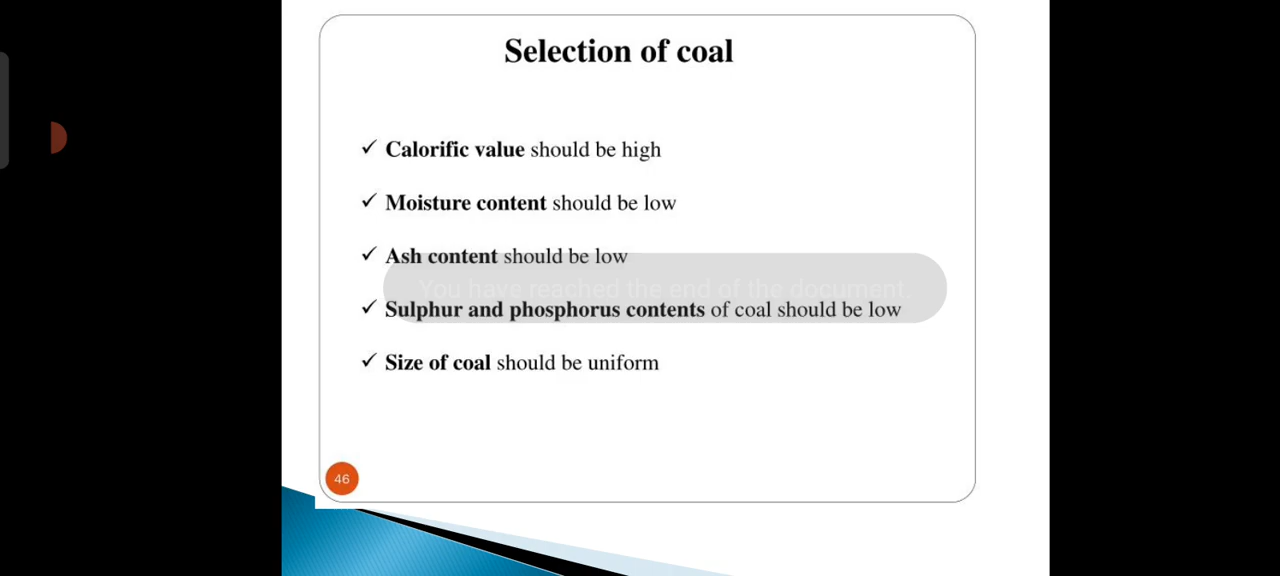 Selection of coal
✓ Calorific value should be high
✓ Moisture content should be low
✓ Ash content should be low
You have reached the end of the document.
✓ Sulphur and phosphorus contents of coal should be low
✓ Size of coal should be uniform
46